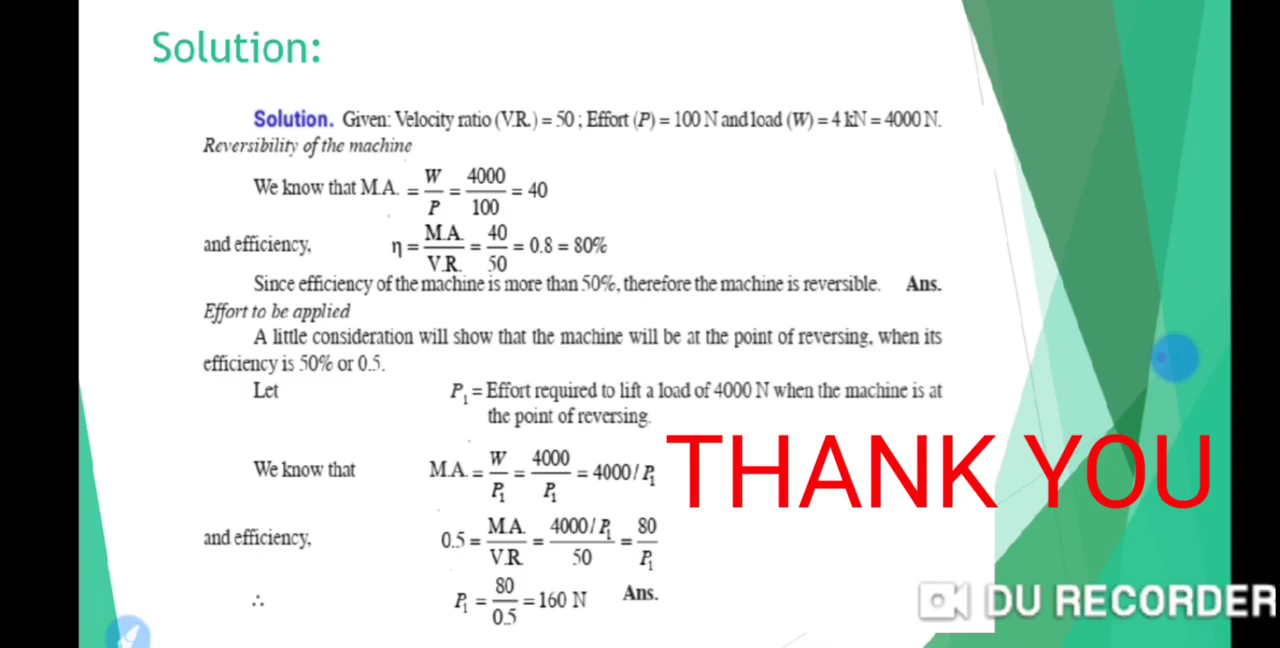 Solution:
Solution. Given: Velocity ratio (V.R.) = 50 ; Effort (P) = 100 N and load (W) = 4 kN = 4000 N.
Reversibility of the machine
We know that M.A. = W/P = 4000/100 = 40
and efficiency, η = M.A./V.R. = 40/50 = 0.8 = 80%
Since efficiency of the machine is more than 50%, therefore the machine is reversible. Ans.
Effort to be applied
A little consideration will show that the machine will be at the point of reversing, when its
efficiency is 50% or 0.5.
Let P₁ = Effort required to lift a load of 4000 N when the machine is at
the point of reversing.
We know that M.A. = W/P₁ = 4000/P₁ = 4000/P₁
and efficiency, 0.5 = M.A./V.R. = (4000/P₁)/50 = 80/P₁
∴ P₁ = 80/0.5 = 160 N Ans.
THANK YOU
DU RECORDER